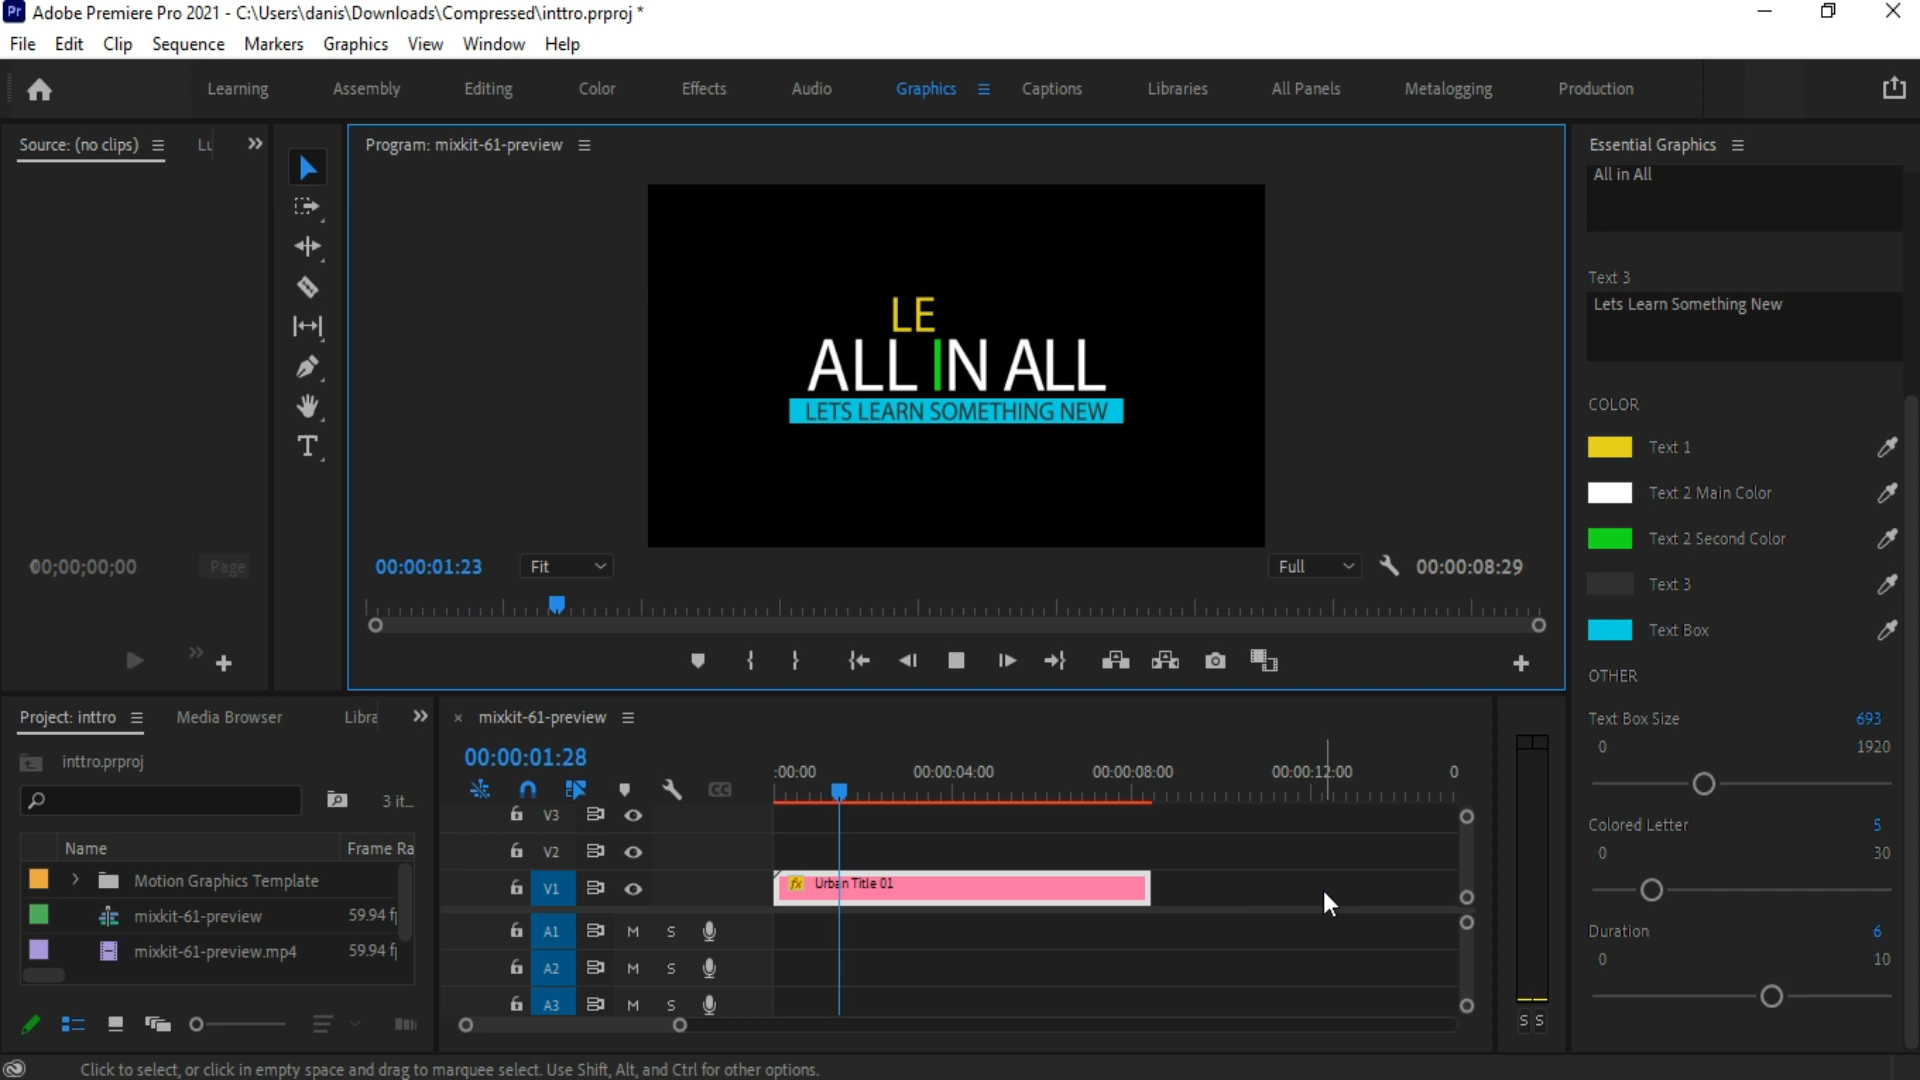 Pr Adobe Premiere Pro 2021 - C:\Users\danis\Downloads\Compressed\inttro.prproj *
File Edit Clip Sequence Markers Graphics View Window Help
Learning Assembly Editing Color Effects Audio Graphics Captions Libraries All Panels Metalogging Production
Source: (no clips)
Program: mixkit-61-preview
Essential Graphics
All in All
Text 3
Lets Learn Something New
LE
ALL IN ALL
LETS LEARN SOMETHING NEW
COLOR
Text 1
Text 2 Main Color
Text 2 Second Color
Text 3
Text Box
OTHER
Text Box Size 693
0 1920
Colored Letter 5
0 30
Duration 6
0 10
00;00;00;00 Page
00:00:01:23 Fit Full 00:00:08:29
Project: inttro Media Browser Libra
inttro.prproj
3 it...
Name Frame Ra
Motion Graphics Template
mixkit-61-preview 59.94 f
mixkit-61-preview.mp4 59.94 f
× mixkit-61-preview
00:00:01:28
:00:00 00:00:04:00 00:00:08:00 00:00:12:00 0
CC
V3
V2
V1 fx Urban Title 01
A1 M S
A2 M S
A3 M S
S S
Click to select, or click in empty space and drag to marquee select. Use Shift, Alt, and Ctrl for other options.